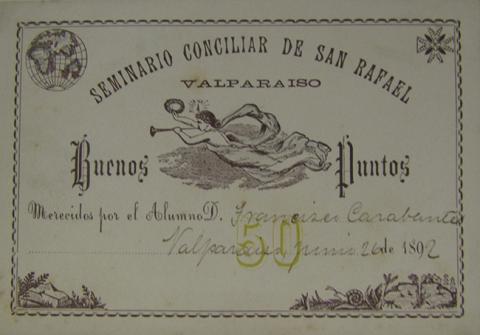 SEMINARIO CONCILIAR DE SAN RAFAEL
VALPARAISO
Buenos Puntos
Merecidos por el Alumno D. Francisco Carabantes
50
Valparaiso Junio 26 de 1892